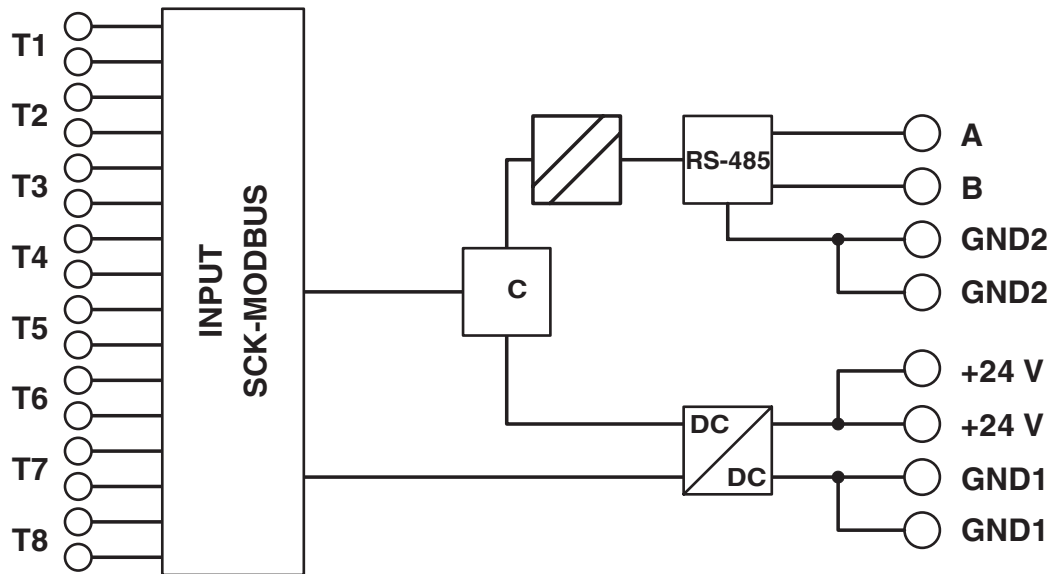 T1
T2
T3
T4
T5
T6
T7
T8
INPUT
SCK-MODBUS
C
RS-485
DC
DC
A
B
GND2
GND2
+24 V
+24 V
GND1
GND1